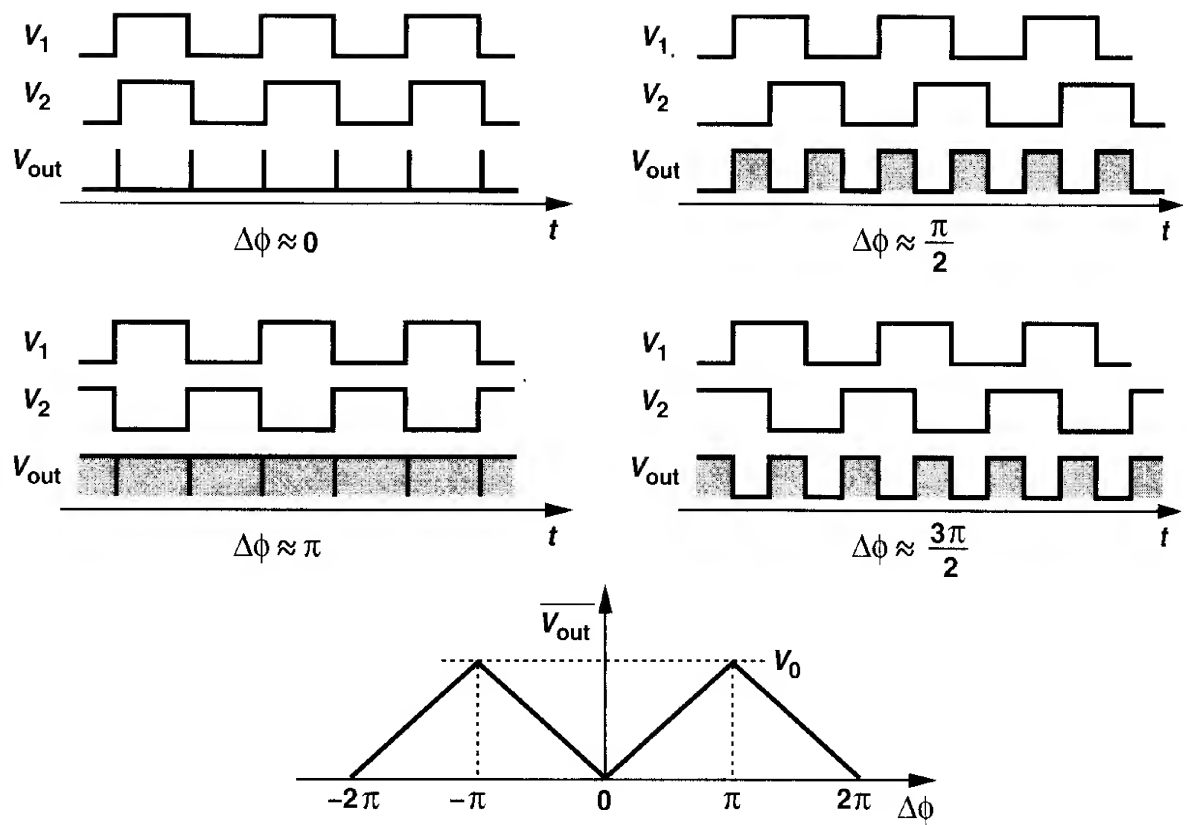 V1
V2
Vout
t
Δϕ ≈ 0
V1.
V2
Vout
t
Δϕ ≈ π/2
V1
V2
Vout
t
Δϕ ≈ π
V1
V2
Vout
t
Δϕ ≈ 3π/2
Vout
V0
−2π −π 0 π 2π Δϕ